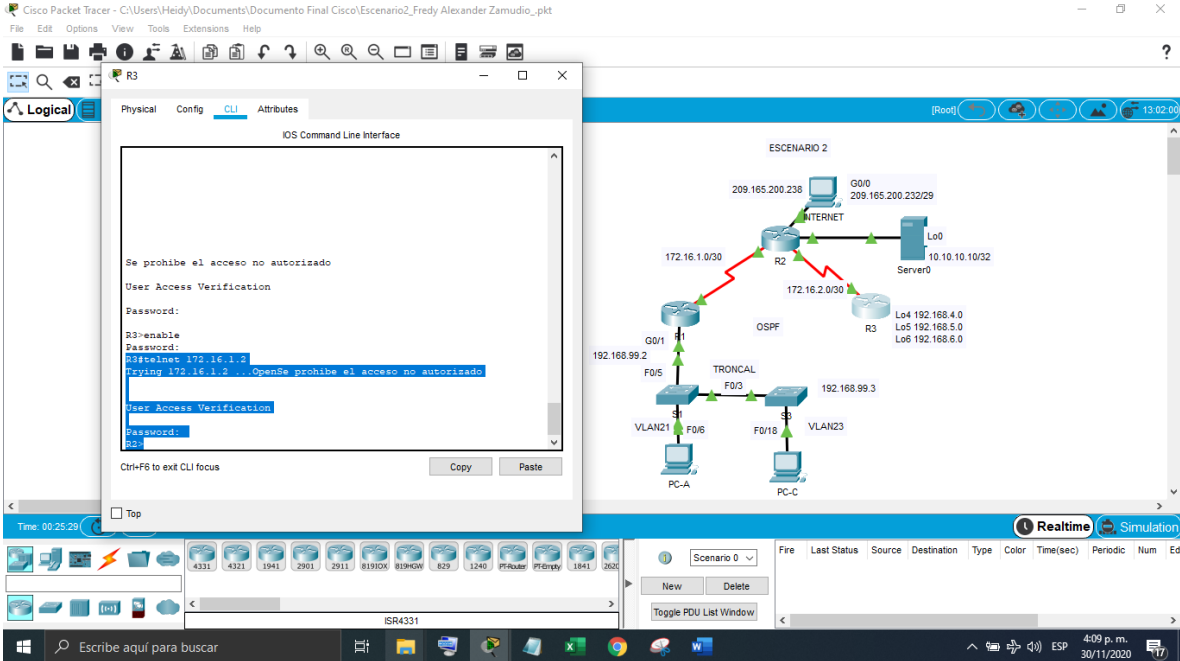 Cisco Packet Tracer - C:\Users\Heidy\Documents\Documento Final Cisco\Escenario2_Fredy Alexander Zamudio_.pkt
File Edit Options View Tools Extensions Help
?
R3
Logical
Physical Config CLI Attributes
[Root]
13:02:00
IOS Command Line Interface
Se prohibe el acceso no autorizado
User Access Verification
Password:
R3>enable
Password:
R3#telnet 172.16.1.2
Trying 172.16.1.2 ...OpenSe prohibe el acceso no autorizado
User Access Verification
Password:
R2>
Ctrl+F6 to exit CLI focus
Copy
Paste
Top
ESCENARIO 2
209.165.200.238
G0/0
209.165.200.232/29
INTERNET
Lo0
172.16.1.0/30
R2
10.10.10.10/32
Server0
172.16.2.0/30
R1
OSPF
R3
Lo4 192.168.4.0
Lo5 192.168.5.0
Lo6 192.168.6.0
G0/1
192.168.99.2
F0/5
TRONCAL
F0/3
192.168.99.3
S1
S3
VLAN21
F0/6
F0/18
VLAN23
PC-A
PC-C
Time: 00:25:29
Realtime
Simulation
4331
4321
1941
2901
2911
819IOX
819HGW
829
1240
PT-Router
PT-Empty
1841
262
ISR4331
Scenario 0
New
Delete
Toggle PDU List Window
Fire Last Status Source Destination Type Color Time(sec) Periodic Num Ed
Escribe aquí para buscar
ESP
4:09 p. m.
30/11/2020
17